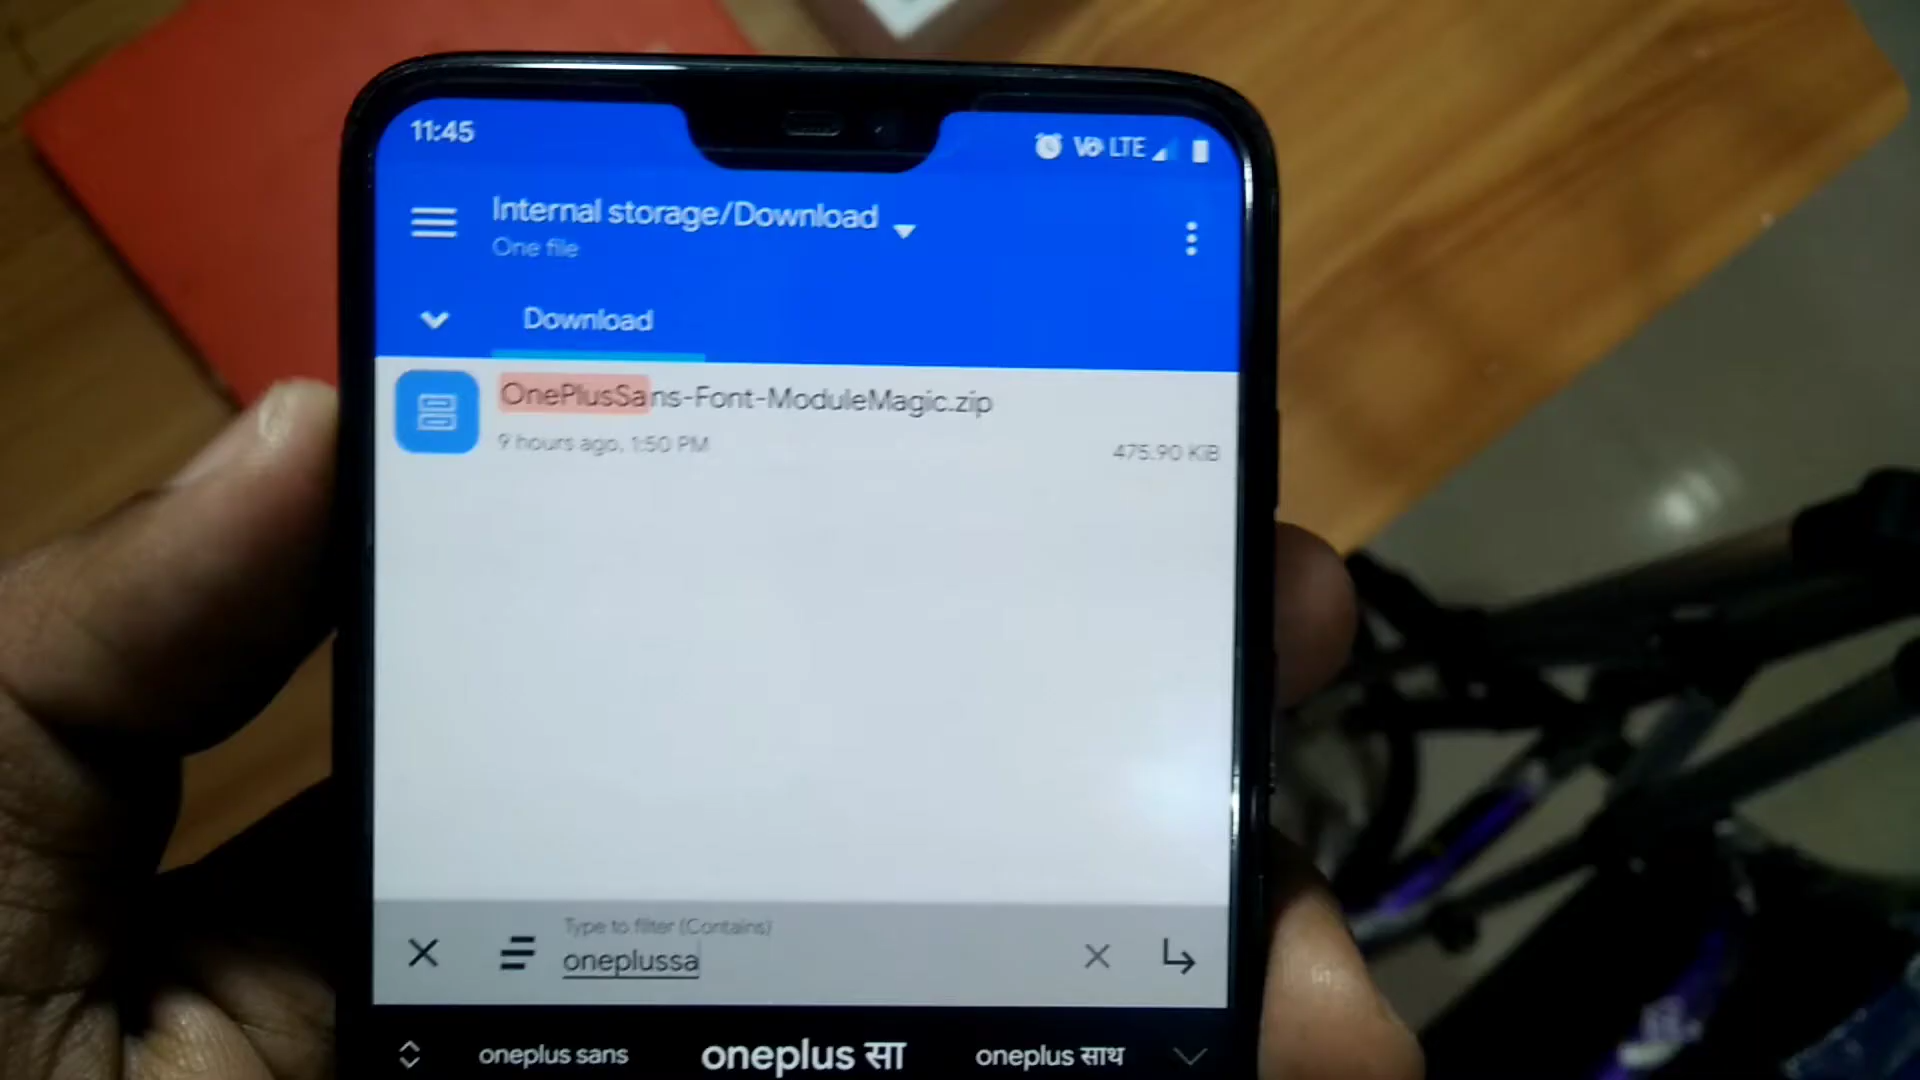 11:45
LTE
Internal storage/Download
One file
Download
OnePlusSans-Font-ModuleMagic.zip
9 hours ago, 1:50 PM
475.90 KiB
Type to filter (Contains)
oneplussa
oneplus sans
oneplus सा
oneplus साथ